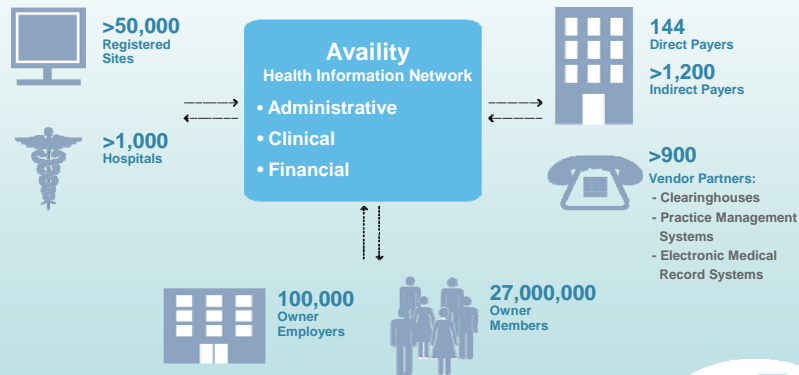 >50,000
Registered
Sites
>1,000
Hospitals
Availity
Health Information Network
• Administrative
• Clinical
• Financial
144
Direct Payers
>1,200
Indirect Payers
>900
Vendor Partners:
- Clearinghouses
- Practice Management
Systems
- Electronic Medical
Record Systems
100,000
Owner
Employers
27,000,000
Owner
Members